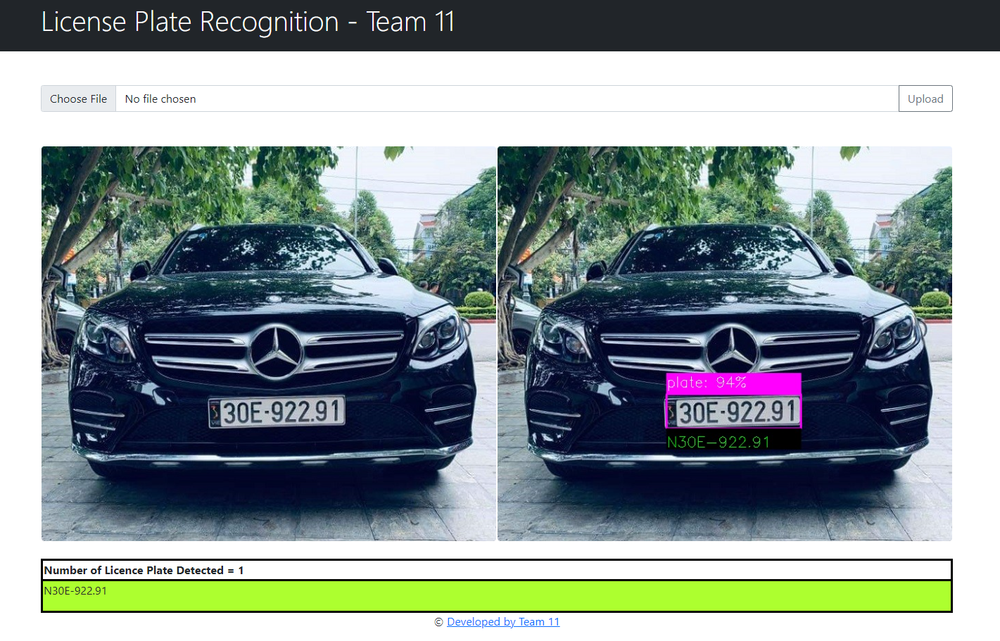 License Plate Recognition - Team 11
Choose File No file chosen Upload
30E-922.91
plate: 94%
30E-922.91
N30E-922.91
Number of Licence Plate Detected = 1
N30E-922.91
© Developed by Team 11